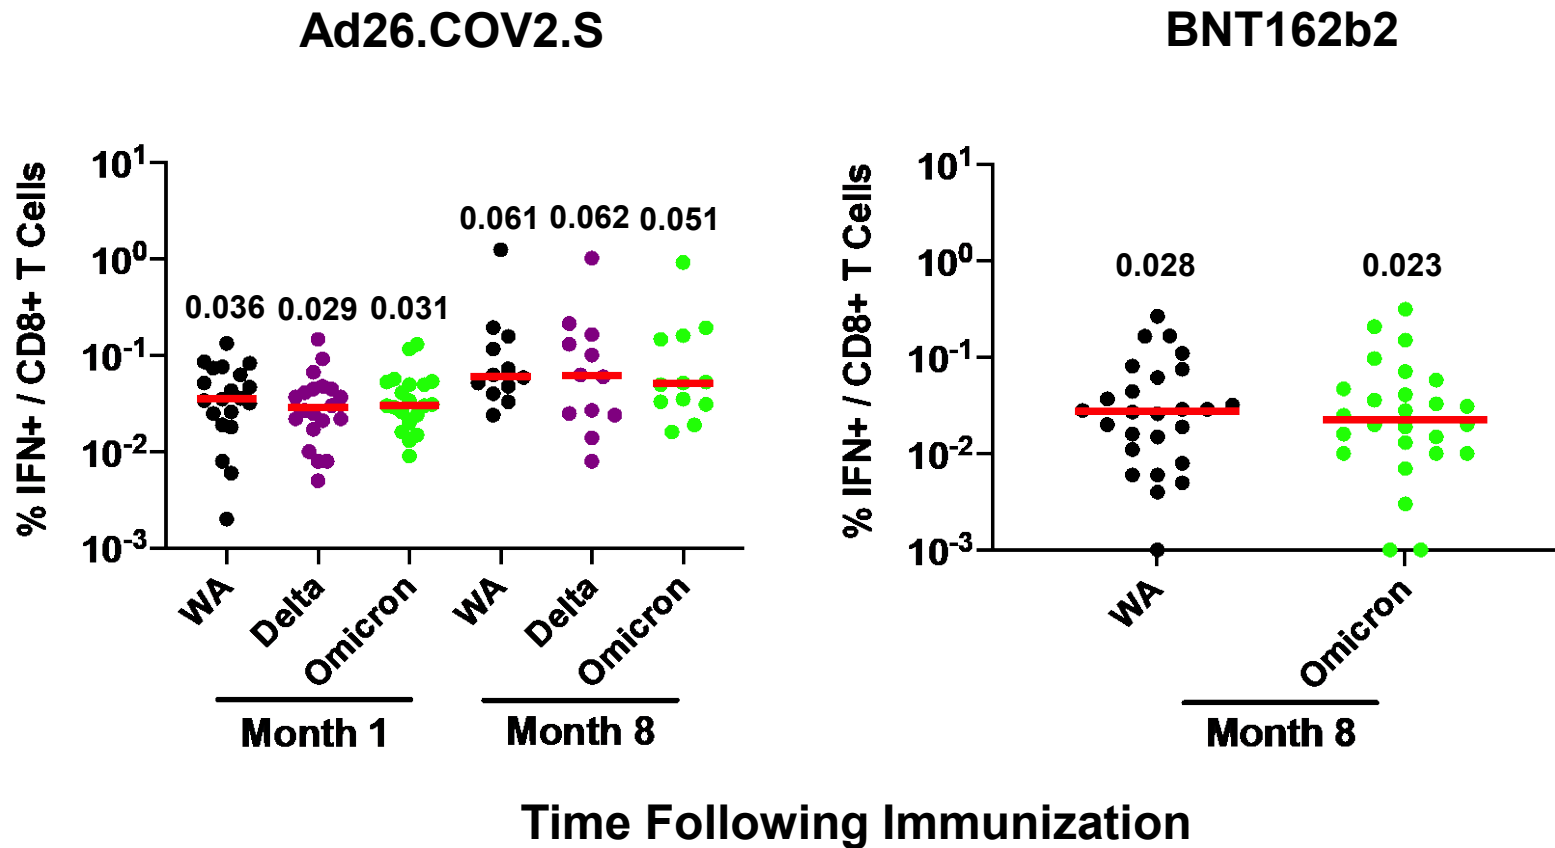 Ad26.COV2.S
BNT162b2
% IFN+ / CD8+ T Cells
10^1
10^0
10^-1
10^-2
10^-3
0.036 0.029 0.031 0.061 0.062 0.051
WA Delta Omicron WA Delta Omicron
Month 1 Month 8
% IFN+ / CD8+ T Cells
10^1
10^0
10^-1
10^-2
10^-3
0.028 0.023
WA Omicron
Month 8
Time Following Immunization